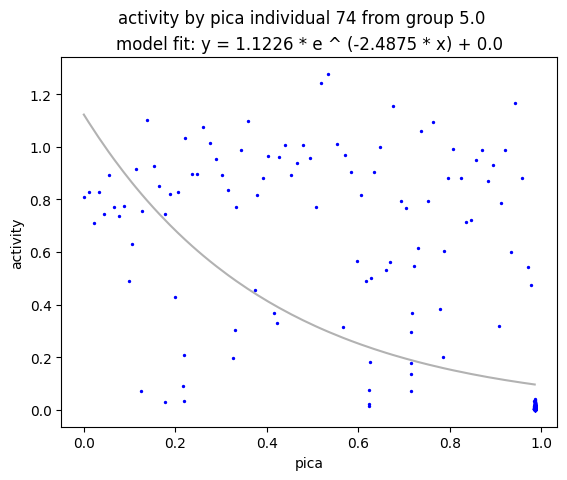 activity by pica individual 74 from group 5.0
model fit: y = 1.1226 * e ^ (-2.4875 * x) + 0.0
1.2
1.0
0.8
0.6
0.4
0.2
0.0
activity
0.0 0.2 0.4 0.6 0.8 1.0
pica